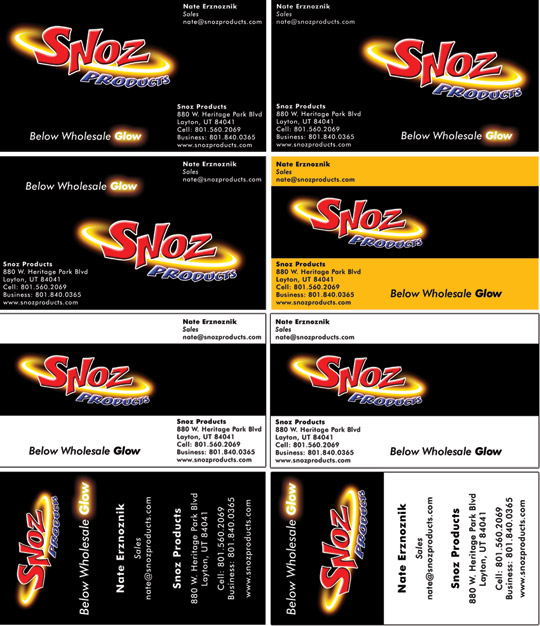 Nate Erznoznik
Sales
nate@snozproducts.com
SNOZ
PRODUCTS
Snoz Products
880 W. Heritage Park Blvd
Layton, UT 84041
Cell: 801.560.2069
Business: 801.840.0365
www.snozproducts.com
Below Wholesale Glow
Nate Erznoznik
Sales
nate@snozproducts.com
SNOZ
PRODUCTS
Snoz Products
880 W. Heritage Park Blvd
Layton, UT 84041
Cell: 801.560.2069
Business: 801.840.0365
www.snozproducts.com
Below Wholesale Glow
Nate Erznoznik
Sales
nate@snozproducts.com
Below Wholesale Glow
SNOZ
PRODUCTS
Snoz Products
880 W. Heritage Park Blvd
Layton, UT 84041
Cell: 801.560.2069
Business: 801.840.0365
www.snozproducts.com
Nate Erznoznik
Sales
nate@snozproducts.com
SNOZ
PRODUCTS
Snoz Products
880 W. Heritage Park Blvd
Layton, UT 84041
Cell: 801.560.2069
Business: 801.840.0365
www.snozproducts.com
Below Wholesale Glow
Nate Erznoznik
Sales
nate@snozproducts.com
SNOZ
PRODUCTS
Snoz Products
880 W. Heritage Park Blvd
Layton, UT 84041
Cell: 801.560.2069
Business: 801.840.0365
www.snozproducts.com
Below Wholesale Glow
Nate Erznoznik
Sales
nate@snozproducts.com
SNOZ
PRODUCTS
Snoz Products
880 W. Heritage Park Blvd
Layton, UT 84041
Cell: 801.560.2069
Business: 801.840.0365
www.snozproducts.com
Below Wholesale Glow
SNOZ
PRODUCTS
Below Wholesale Glow
Nate Erznoznik
Sales
nate@snozproducts.com
Snoz Products
880 W. Heritage Park Blvd
Layton, UT 84041
Cell: 801.560.2069
Business: 801.840.0365
www.snozproducts.com
SNOZ
PRODUCTS
Below Wholesale Glow
Nate Erznoznik
Sales
nate@snozproducts.com
Snoz Products
880 W. Heritage Park Blvd
Layton, UT 84041
Cell: 801.560.2069
Business: 801.840.0365
www.snozproducts.com